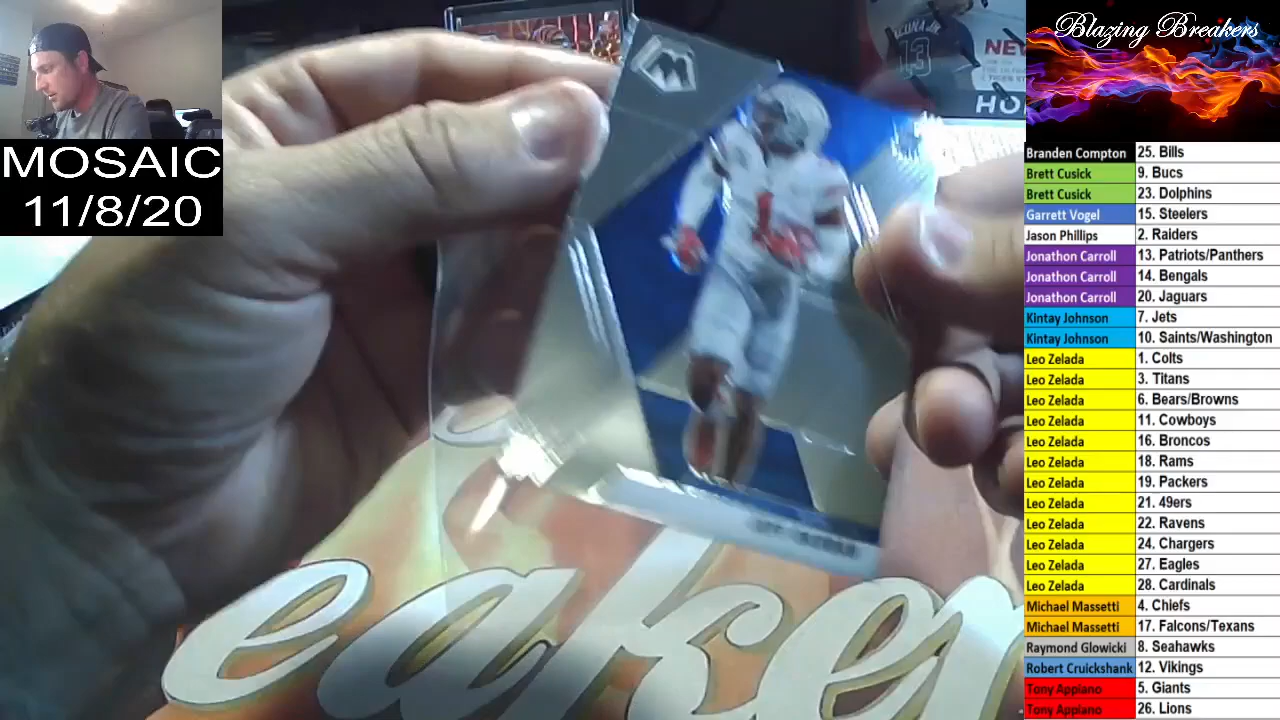 MOSAIC
11/8/20
ACUNA JR.
13
NEW
HO
eaker
Blazing Breakers
Branden Compton 25. Bills
Brett Cusick 9. Bucs
Brett Cusick 23. Dolphins
Garrett Vogel 15. Steelers
Jason Phillips 2. Raiders
Jonathon Carroll 13. Patriots/Panthers
Jonathon Carroll 14. Bengals
Jonathon Carroll 20. Jaguars
Kintay Johnson 7. Jets
Kintay Johnson 10. Saints/Washington
Leo Zelada 1. Colts
Leo Zelada 3. Titans
Leo Zelada 6. Bears/Browns
Leo Zelada 11. Cowboys
Leo Zelada 16. Broncos
Leo Zelada 18. Rams
Leo Zelada 19. Packers
Leo Zelada 21. 49ers
Leo Zelada 22. Ravens
Leo Zelada 24. Chargers
Leo Zelada 27. Eagles
Leo Zelada 28. Cardinals
Michael Massetti 4. Chiefs
Michael Massetti 17. Falcons/Texans
Raymond Glowicki 8. Seahawks
Robert Cruickshank 12. Vikings
Tony Appiano 5. Giants
Tony Appiano 26. Lions